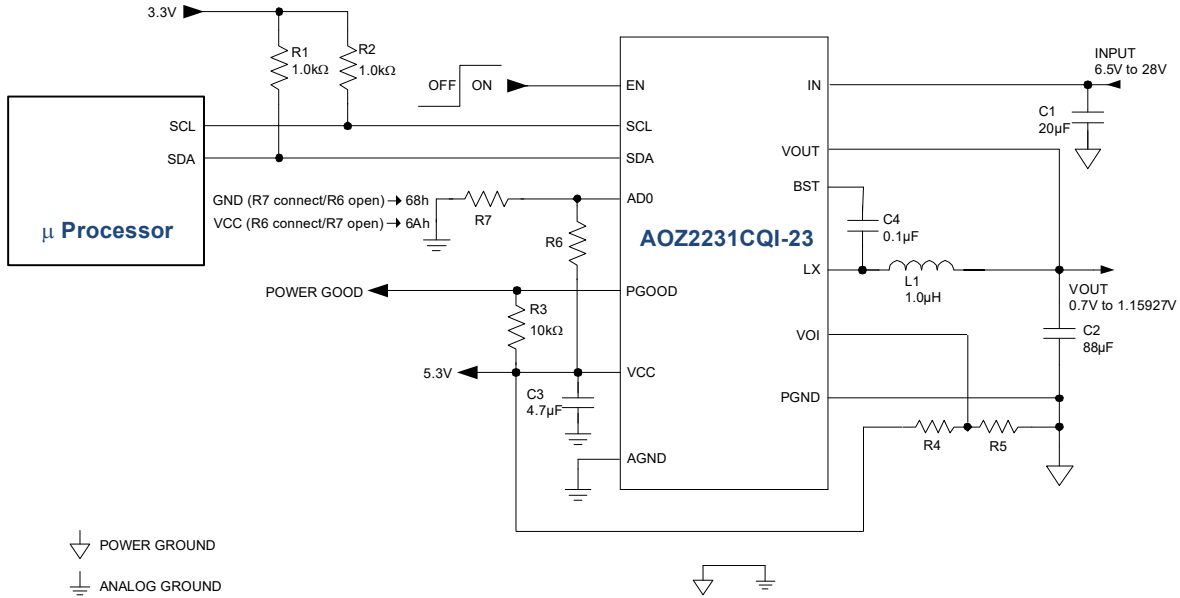 3.3V
R1
1.0kΩ
R2
1.0kΩ
OFF
ON
EN
IN
INPUT
6.5V to 28V
C1
20µF
SCL
SCL
SDA
SDA
VOUT
BST
GND (R7 connect/R6 open) → 68h
VCC (R6 connect/R7 open) → 6Ah
R7
AD0
R6
C4
0.1µF
µ Processor
AOZ2231CQI-23
LX
L1
1.0µH
VOUT
0.7V to 1.15927V
POWER GOOD
PGOOD
R3
10kΩ
VOI
C2
88µF
5.3V
VCC
C3
4.7µF
PGND
R4
R5
AGND
POWER GROUND
ANALOG GROUND